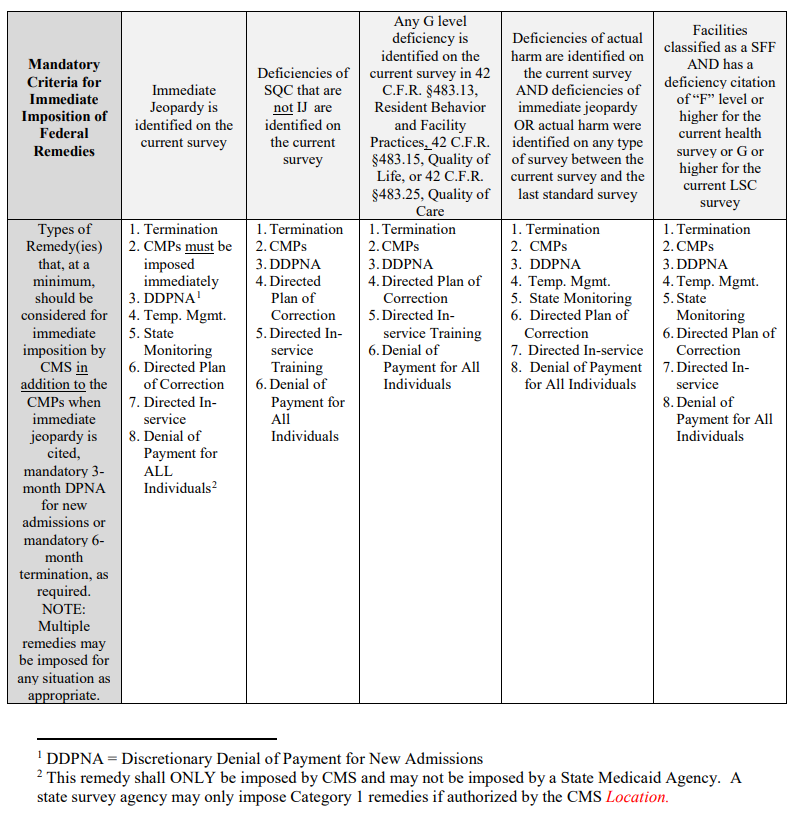 Mandatory
Criteria for
Immediate
Imposition of
Federal
Remedies
Immediate
Jeopardy is
identified on the
current survey
Deficiencies of
SQC that are
not IJ are
identified on
the current
survey
Any G level
deficiency is
identified on the
current survey in 42
C.F.R. §483.13,
Resident Behavior
and Facility
Practices, 42 C.F.R.
§483.15, Quality of
Life, or 42 C.F.R.
§483.25, Quality of
Care
Deficiencies of actual
harm are identified on
the current survey
AND deficiencies of
immediate jeopardy
OR actual harm were
identified on any type
of survey between the
current survey and the
last standard survey
Facilities
classified as a SFF
AND has a
deficiency citation
of “F” level or
higher for the
current health
survey or G or
higher for the
current LSC
survey
Types of
Remedy(ies)
that, at a
minimum,
should be
considered for
immediate
imposition by
CMS in
addition to the
CMPs when
immediate
jeopardy is
cited,
mandatory 3-
month DPNA
for new
admissions or
mandatory 6-
month
termination, as
required.
NOTE:
Multiple
remedies may
be imposed for
any situation as
appropriate.
1. Termination
2. CMPs must be
imposed
immediately
3. DDPNA¹
4. Temp. Mgmt.
5. State
Monitoring
6. Directed Plan
of Correction
7. Directed In-
service
8. Denial of
Payment for
ALL
Individuals²
1. Termination
2. CMPs
3. DDPNA
4. Directed
Plan of
Correction
5. Directed In-
service
Training
6. Denial of
Payment for
All
Individuals
1. Termination
2. CMPs
3. DDPNA
4. Directed Plan of
Correction
5. Directed In-
service Training
6. Denial of
Payment for All
Individuals
1. Termination
2. CMPs
3. DDPNA
4. Temp. Mgmt.
5. State Monitoring
6. Directed Plan of
Correction
7. Directed In-service
8. Denial of Payment
for All Individuals
1. Termination
2. CMPs
3. DDPNA
4. Temp. Mgmt.
5. State
Monitoring
6. Directed Plan of
Correction
7. Directed In-
service
8. Denial of
Payment for All
Individuals
¹ DDPNA = Discretionary Denial of Payment for New Admissions
² This remedy shall ONLY be imposed by CMS and may not be imposed by a State Medicaid Agency. A
state survey agency may only impose Category 1 remedies if authorized by the CMS Location.